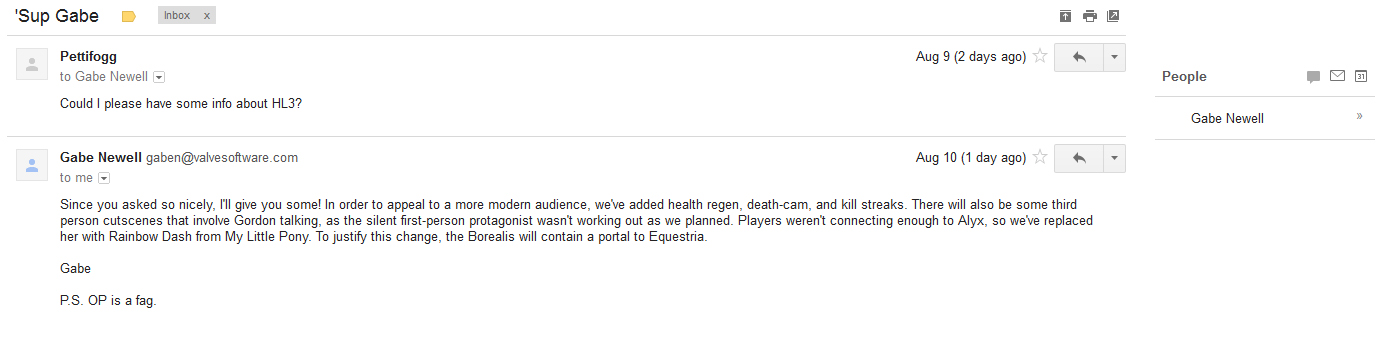 'Sup Gabe
Inbox x
Pettifogg
Aug 9 (2 days ago)
to Gabe Newell
Could I please have some info about HL3?
Gabe Newell gaben@valvesoftware.com
Aug 10 (1 day ago)
to me
Since you asked so nicely, I'll give you some! In order to appeal to a more modern audience, we've added health regen, death-cam, and kill streaks. There will also be some third
person cutscenes that involve Gordon talking, as the silent first-person protagonist wasn't working out as we planned. Players weren't connecting enough to Alyx, so we've replaced
her with Rainbow Dash from My Little Pony. To justify this change, the Borealis will contain a portal to Equestria.
Gabe
P.S. OP is a fag.
People
31
Gabe Newell
»